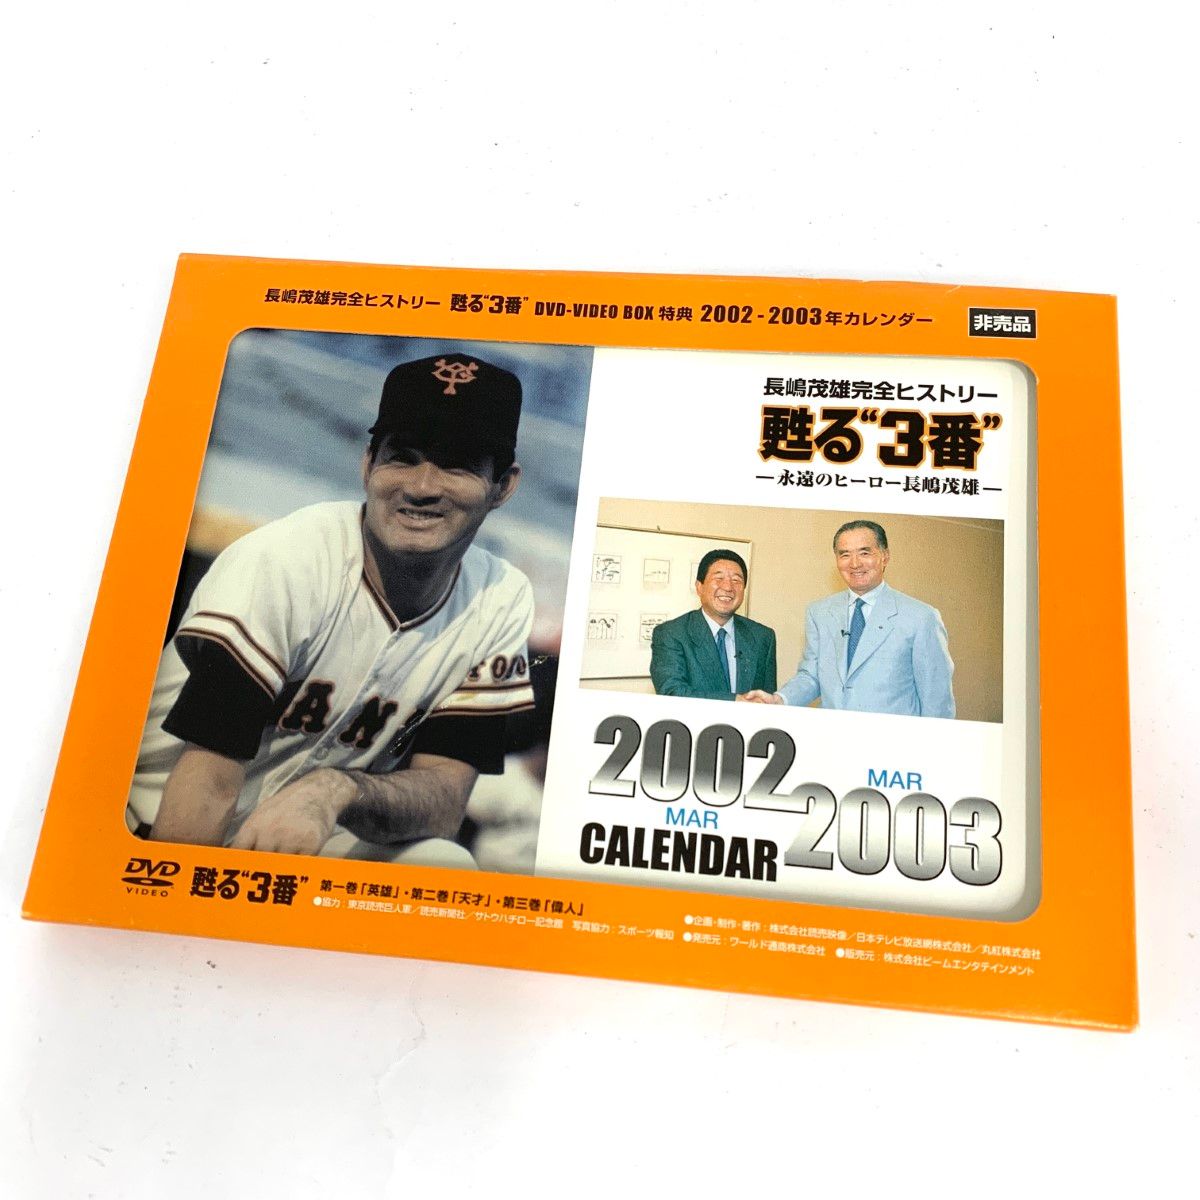 長嶋茂雄完全ヒストリー 甦る“3番” DVD-VIDEO BOX 特典 2002-2003年カレンダー
非売品
長嶋茂雄完全ヒストリー
甦る“3番”
―永遠のヒーロー長嶋茂雄―
YG
TO
ANT
2002
MAR
MAR
2003
CALENDAR
DVD VIDEO 甦る“3番” 第一巻「英雄」・第二巻「天才」・第三巻「偉人」
●協力:東京読売巨人軍/読売新聞社/サトウハチロー記念館 写真協力:スポーツ報知
●企画・制作・著作:株式会社読売映像/日本テレビ放送網株式会社/丸紅株式会社
●発売元:ワールド通商株式会社 ●販売元:株式会社ビームエンタテインメント